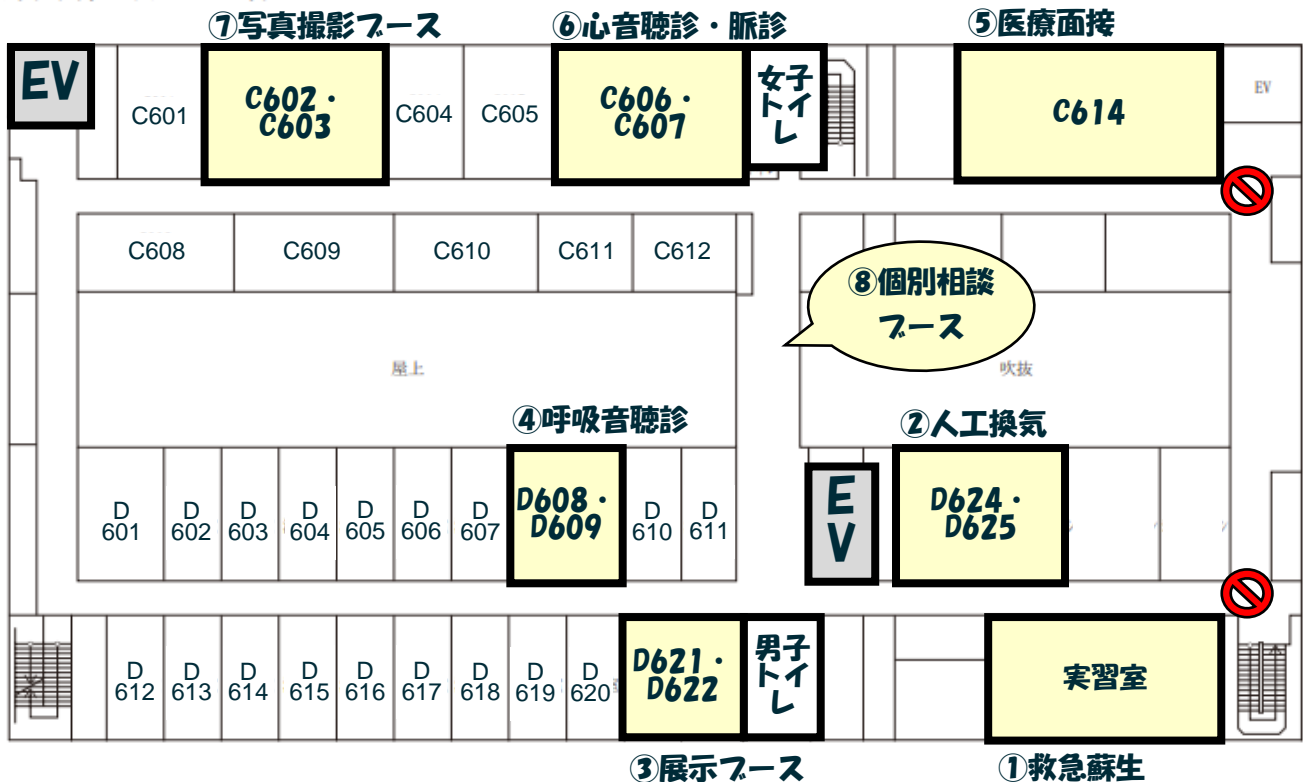 ⑦写真撮影ブース
⑥心音聴診・脈診
⑤医療面接
EV
C601
C602・
C603
C604
C605
C606・
C607
女子
トイ
レ
C614
EV
C608
C609
C610
C611
C612
⑧個別相談
ブース
屋上
吹抜
④呼吸音聴診
②人工換気
D
601
D
602
D
603
D
604
D
605
D
606
D
607
D608・
D609
D
610
D
611
E
V
D624・
D625
D
612
D
613
D
614
D
615
D
616
D
617
D
618
D
619
D
620
D621・
D622
男子
トイ
レ
実習室
③展示ブース
①救急蘇生